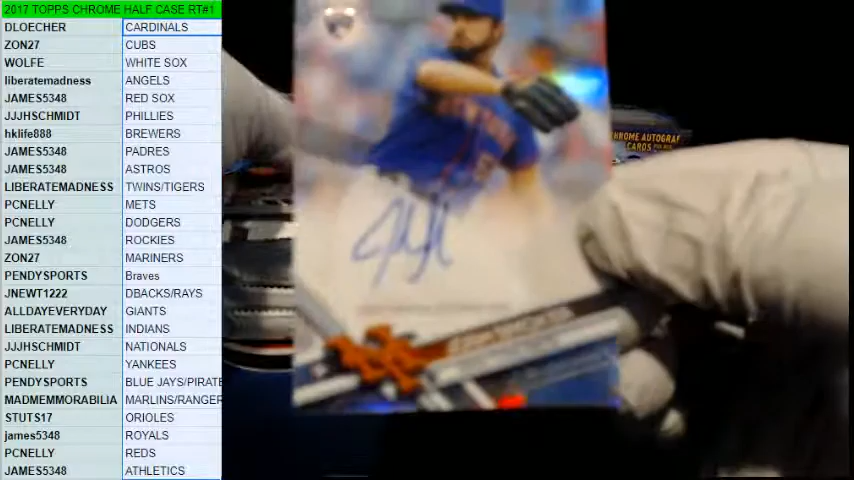 2017 TOPPS CHROME HALF CASE RT#1
DLOECHER CARDINALS
ZON27 CUBS
WOLFE WHITE SOX
liberatemadness ANGELS
JAMES5348 RED SOX
JJJHSCHMIDT PHILLIES
hklife888 BREWERS
JAMES5348 PADRES
JAMES5348 ASTROS
LIBERATEMADNESS TWINS/TIGERS
PCNELLY METS
PCNELLY DODGERS
JAMES5348 ROCKIES
ZON27 MARINERS
PENDYSPORTS Braves
JNEWT1222 DBACKS/RAYS
ALLDAYEVERYDAY GIANTS
LIBERATEMADNESS INDIANS
JJJHSCHMIDT NATIONALS
PCNELLY YANKEES
PENDYSPORTS BLUE JAYS/PIRATE
MADMEMMORABILIA MARLINS/RANGER
STUTS17 ORIOLES
james5348 ROYALS
PCNELLY REDS
JAMES5348 ATHLETICS
CHROME AUTOGRAP
CARDS